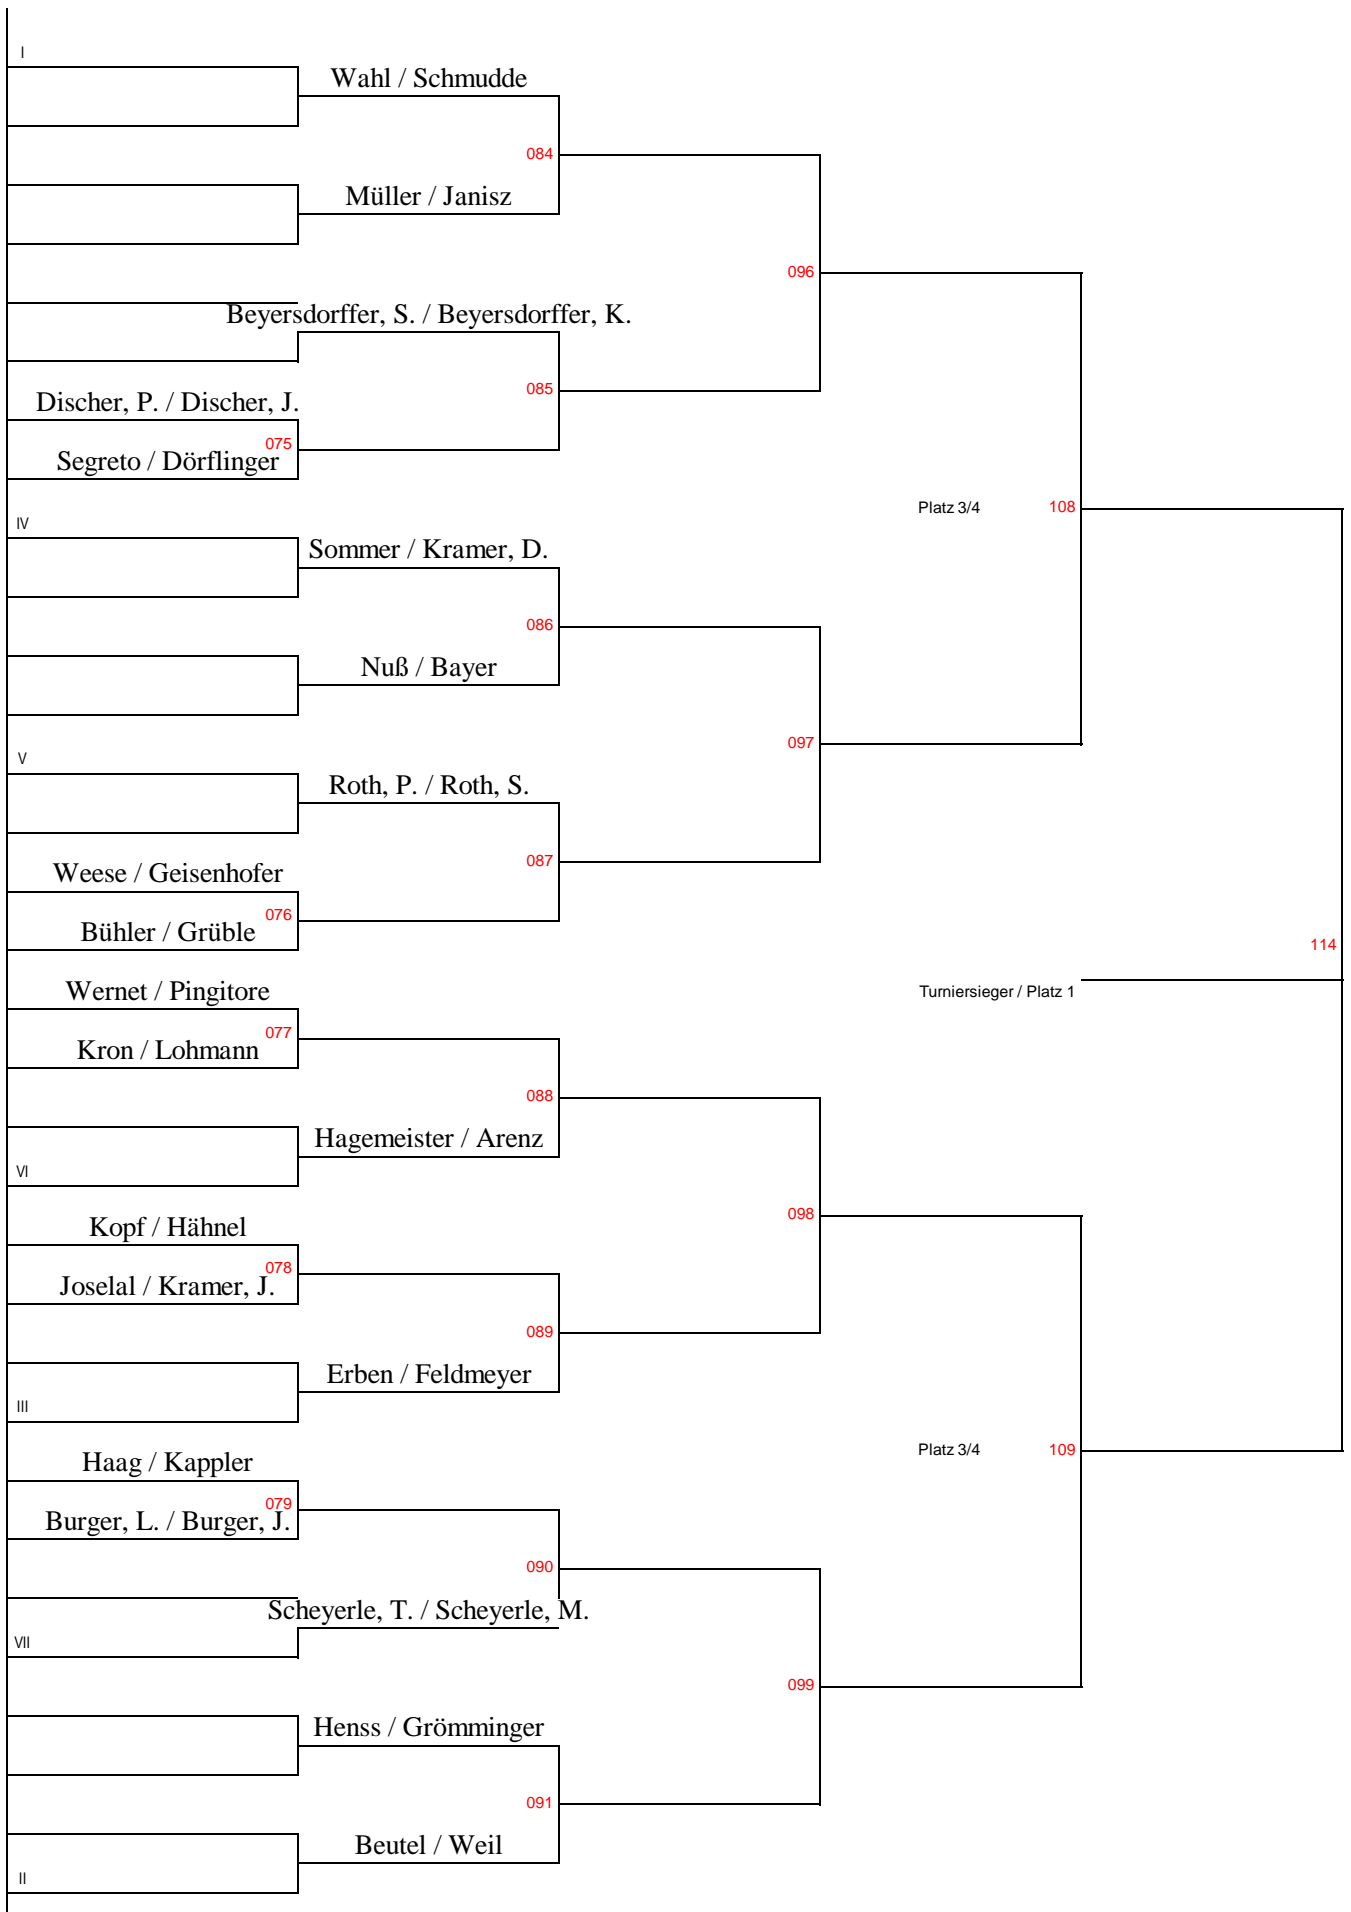 I
Wahl / Schmudde
084
Müller / Janisz
096
Beyersdorffer, S. / Beyersdorffer, K.
085
Discher, P. / Discher, J.
075
Segreto / Dörflinger
Platz 3/4
108
IV
Sommer / Kramer, D.
086
Nuß / Bayer
097
V
Roth, P. / Roth, S.
087
Weese / Geisenhofer
076
Bühler / Grüble
114
Wernet / Pingitore
Turniersieger / Platz 1
077
Kron / Lohmann
088
Hagemeister / Arenz
VI
098
Kopf / Hähnel
078
Joselal / Kramer, J.
089
Erben / Feldmeyer
III
Platz 3/4
109
Haag / Kappler
079
Burger, L. / Burger, J.
090
Scheyerle, T. / Scheyerle, M.
VII
099
Henss / Grömminger
091
Beutel / Weil
II